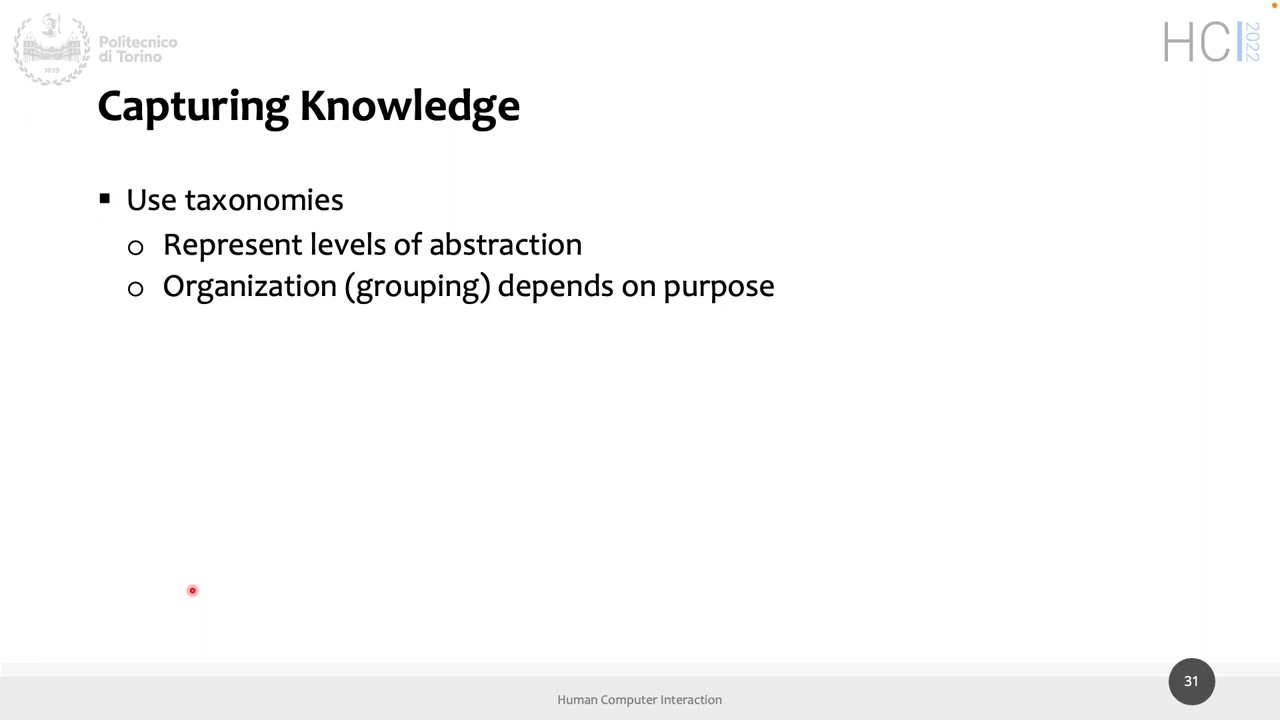 Politecnico
di Torino
1859
HCI 2022
Capturing Knowledge
▪ Use taxonomies
o Represent levels of abstraction
o Organization (grouping) depends on purpose
31
Human Computer Interaction